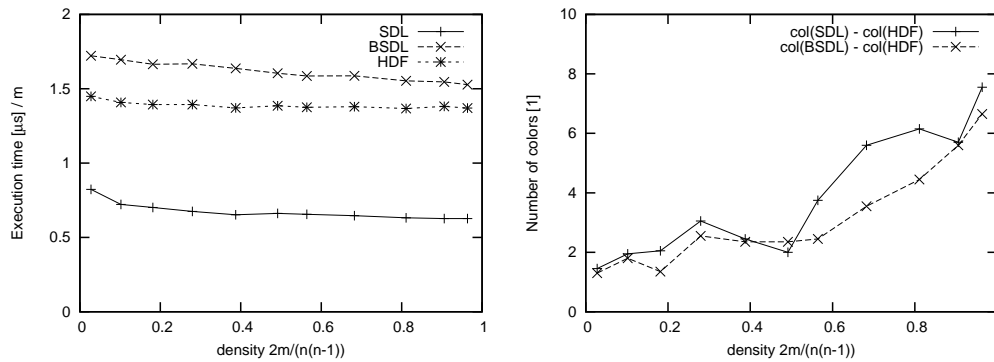 2
1.5
1
0.5
0
0
0.2
0.4
0.6
0.8
1
Execution time [µs] / m
density 2m/(n(n-1))
SDL
BSDL
HDF
10
8
6
4
2
0
0
0.2
0.4
0.6
0.8
Number of colors [1]
density 2m/(n(n-1))
col(SDL) - col(HDF)
col(BSDL) - col(HDF)